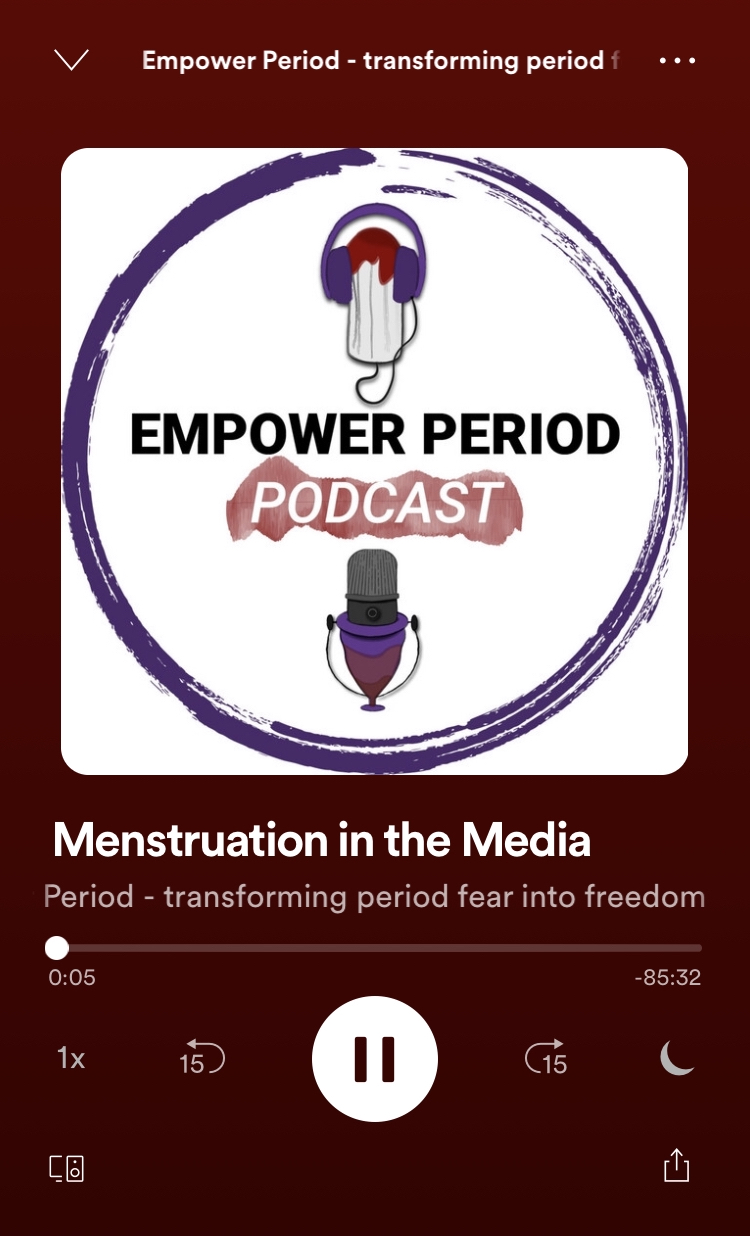 Empower Period - transforming period
EMPOWER PERIOD
PODCAST
Menstruation in the Media
Period - transforming period fear into freedom
0:05
-85:32
1x
15
15